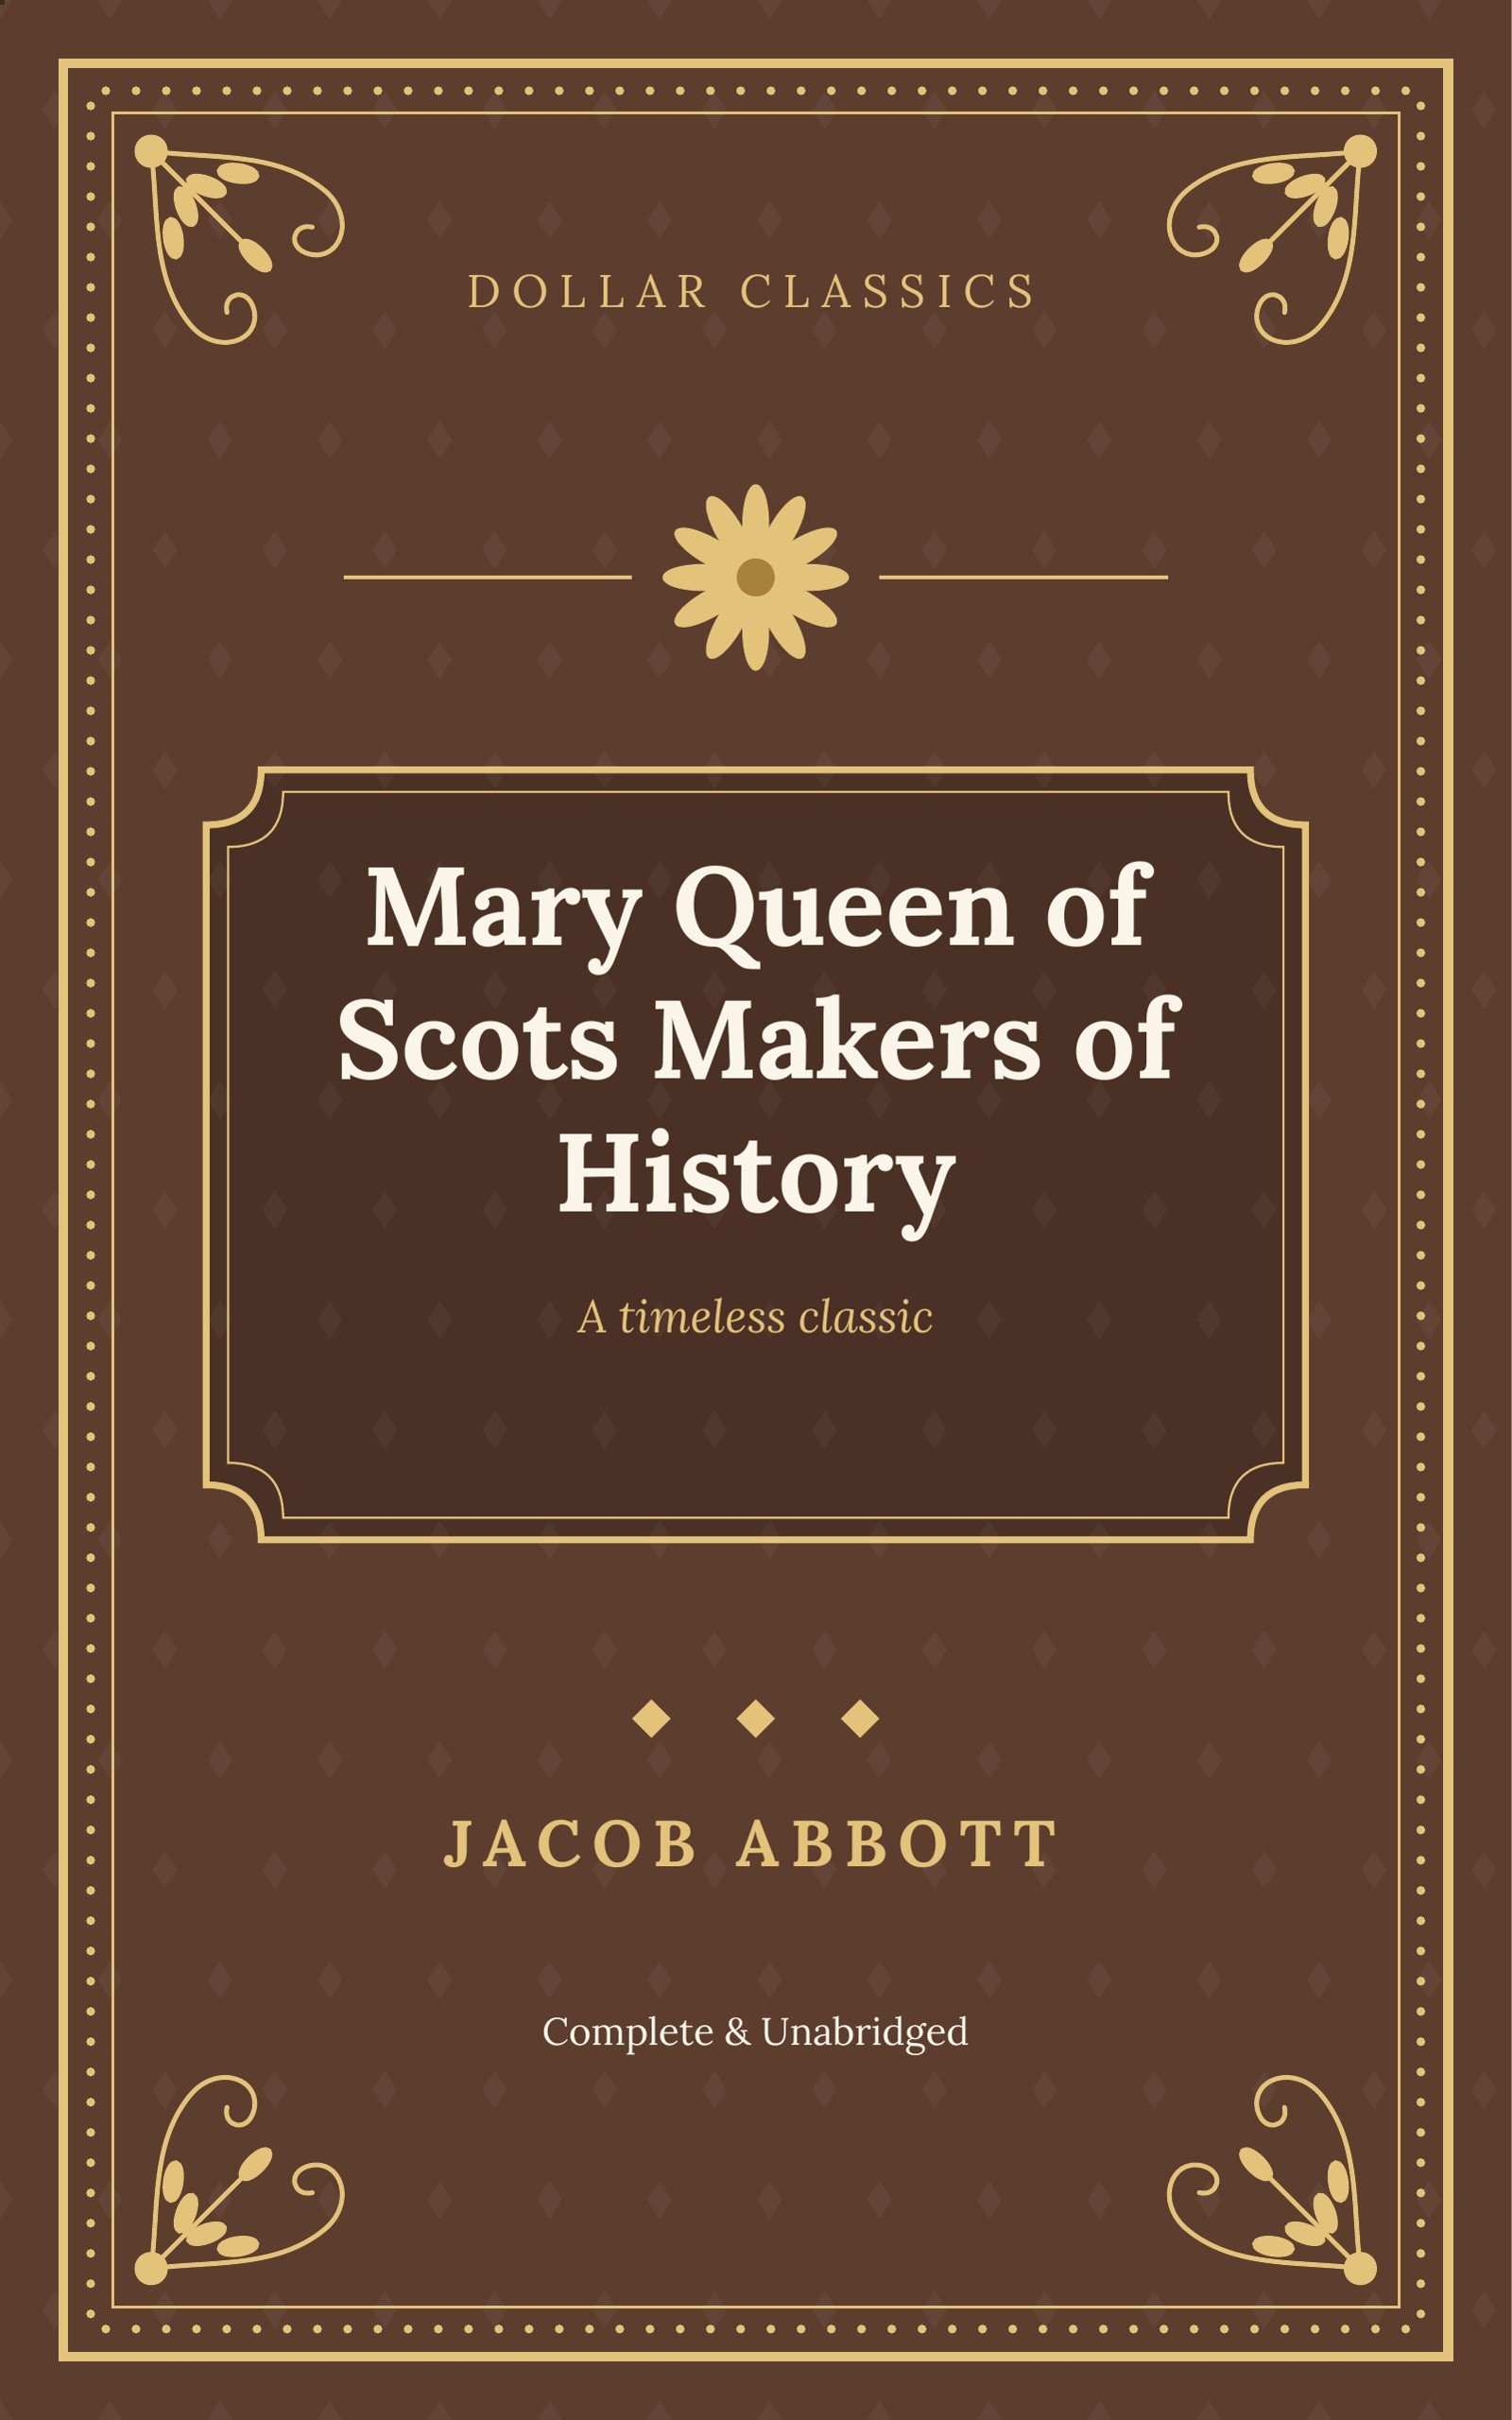 DOLLAR CLASSICS
Mary Queen of
Scots Makers of
History
A timeless classic
JACOB ABBOTT
Complete & Unabridged